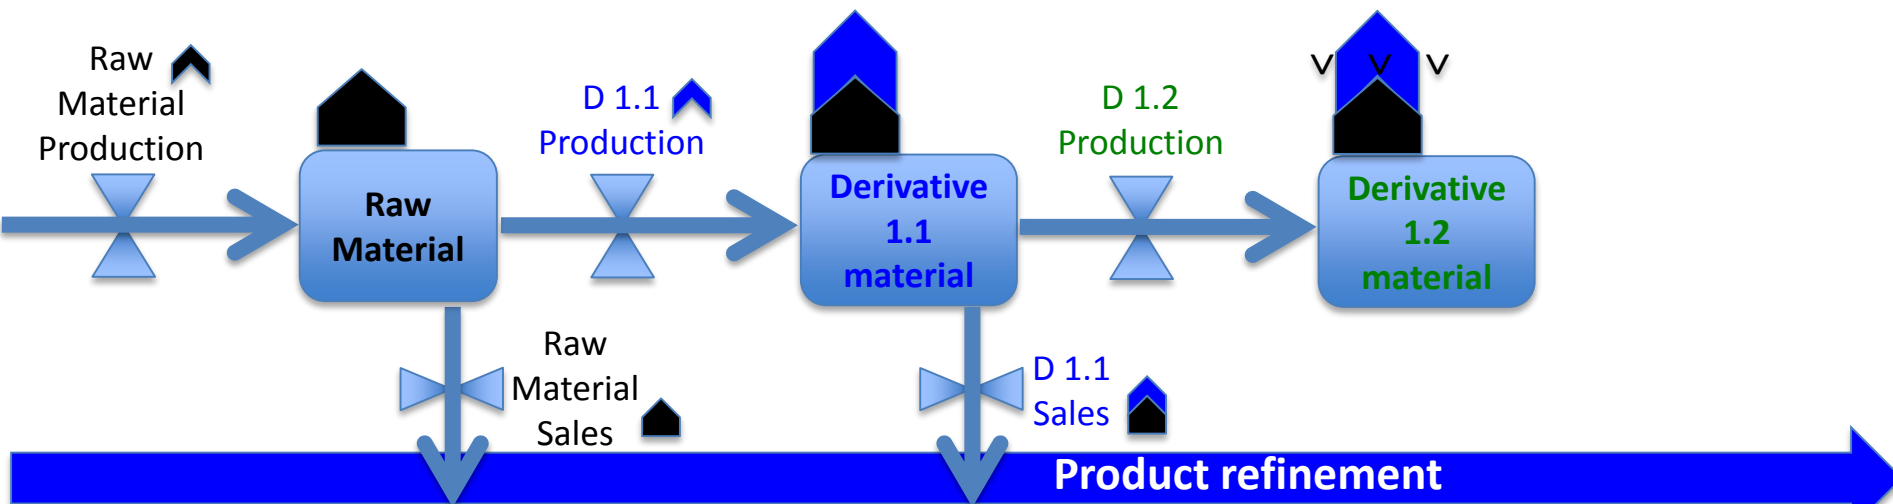 Raw
Material
Production
Raw
Material
D 1.1
Production
Derivative
1.1
material
D 1.2
Production
V V V
Derivative
1.2
material
Raw
Material
Sales
D 1.1
Sales
Product refinement